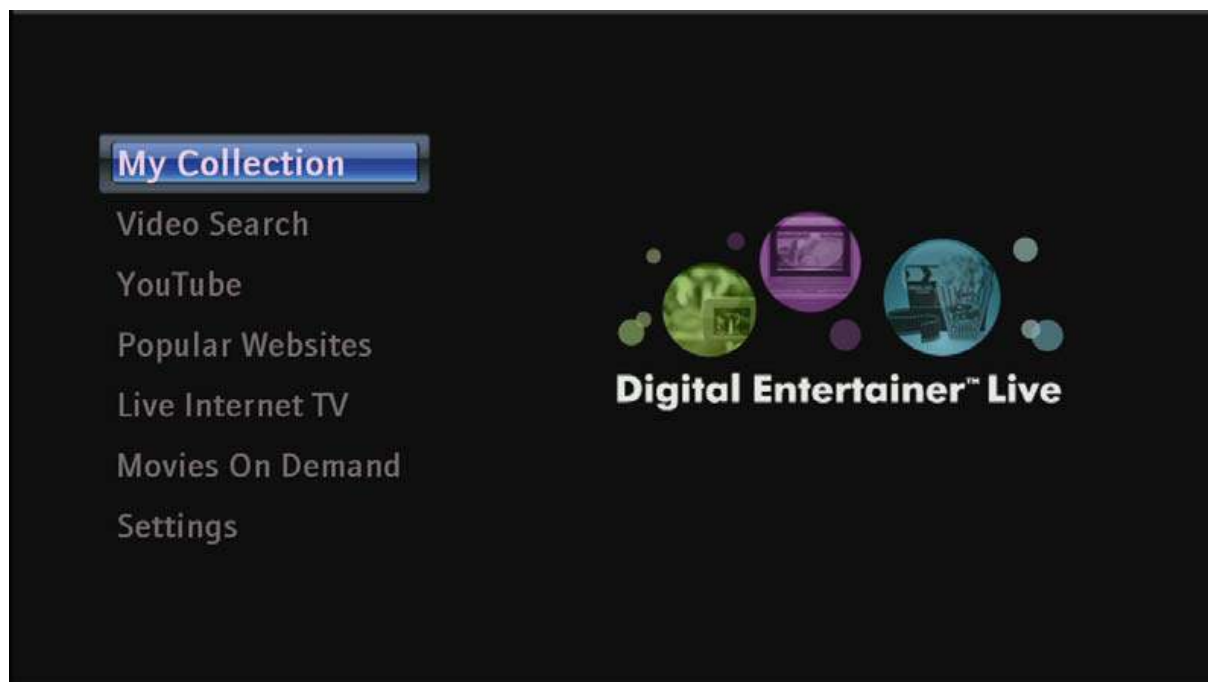 My Collection
Video Search
YouTube
Popular Websites
Live Internet TV
Movies On Demand
Settings
Digital Entertainer™ Live